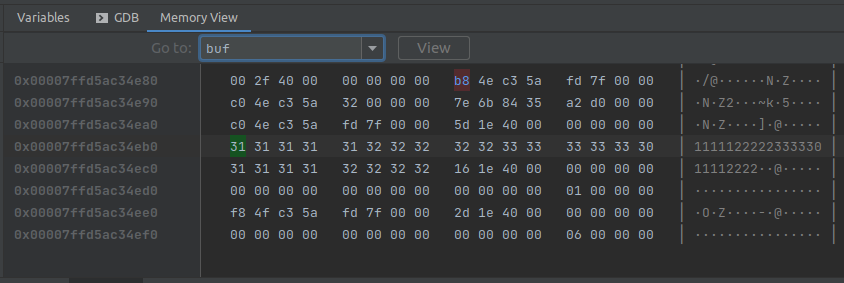 Variables GDB Memory View
Go to: buf View
0x00007ffd5ac34e80 00 2f 40 00 00 00 00 00 b8 4e c3 5a fd 7f 00 00 ·/@······N·Z····
0x00007ffd5ac34e90 c0 4e c3 5a 32 00 00 00 7e 6b 84 35 a2 d0 00 00 ·N·Z2···~k·5····
0x00007ffd5ac34ea0 c0 4e c3 5a fd 7f 00 00 5d 1e 40 00 00 00 00 00 ·N·Z····]·@·····
0x00007ffd5ac34eb0 31 31 31 31 31 32 32 32 32 32 33 33 33 33 33 30 1111122222333330
0x00007ffd5ac34ec0 31 31 31 31 32 32 32 32 16 1e 40 00 00 00 00 00 11112222··@·····
0x00007ffd5ac34ed0 00 00 00 00 00 00 00 00 00 00 00 00 01 00 00 00 ················
0x00007ffd5ac34ee0 f8 4f c3 5a fd 7f 00 00 2d 1e 40 00 00 00 00 00 ·O·Z····-·@·····
0x00007ffd5ac34ef0 00 00 00 00 00 00 00 00 00 00 00 00 06 00 00 00 ················